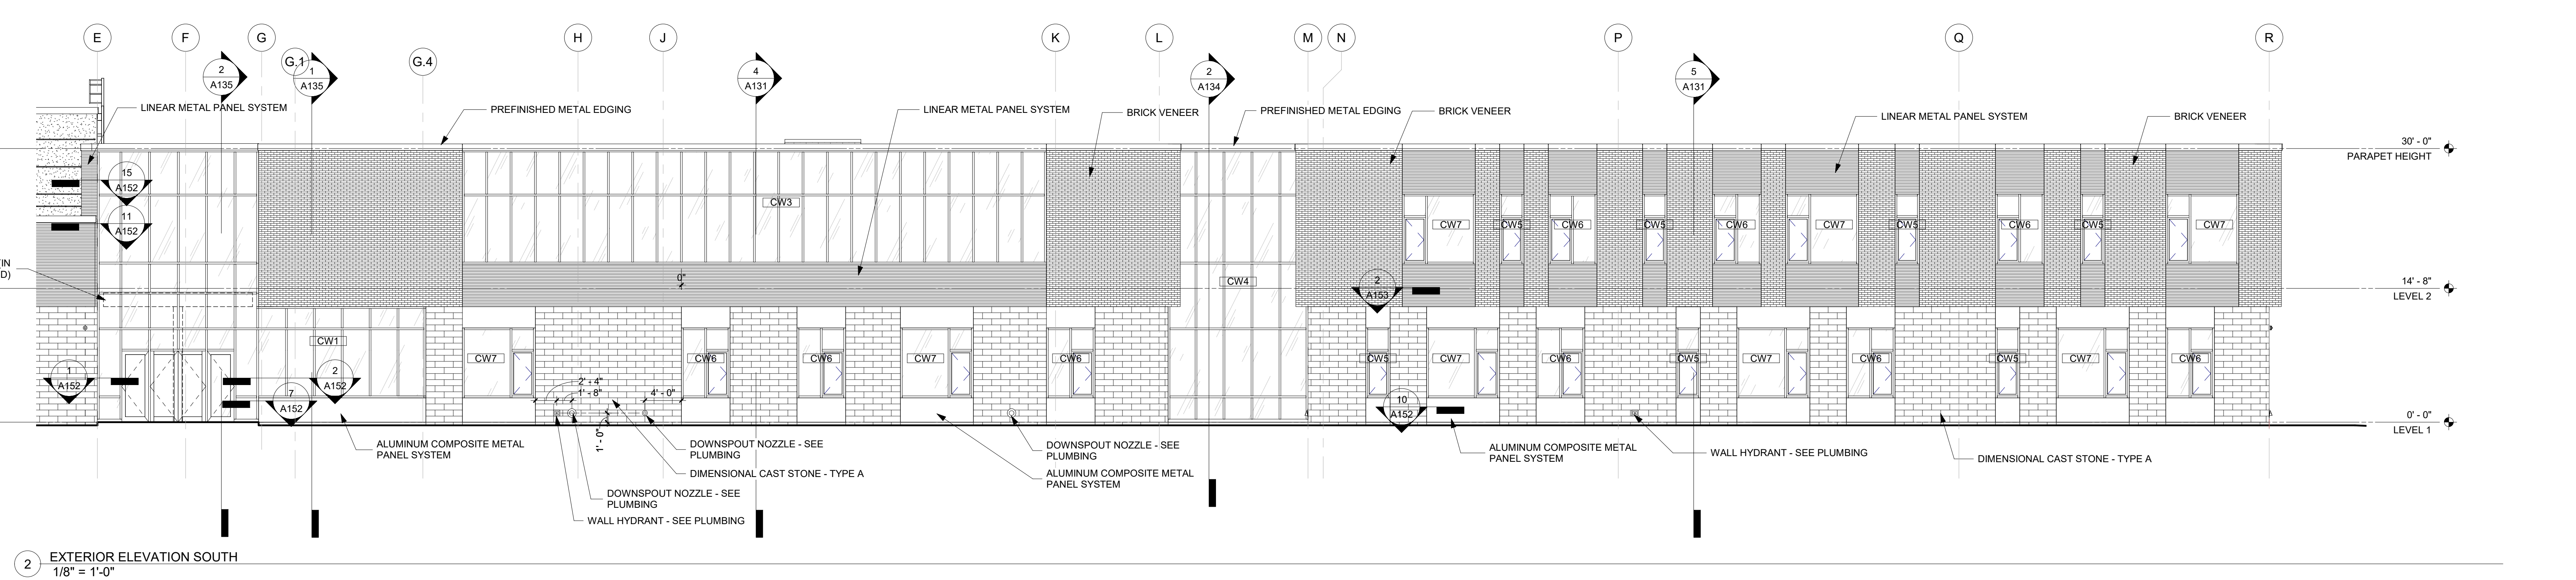 E
F
G
G.1
G.4
H
J
K
L
M
N
P
Q
R
2
A135
1
A135
4
A131
2
A134
5
A131
LINEAR METAL PANEL SYSTEM
PREFINISHED METAL EDGING
LINEAR METAL PANEL SYSTEM
BRICK VENEER
PREFINISHED METAL EDGING
BRICK VENEER
LINEAR METAL PANEL SYSTEM
BRICK VENEER
30' - 0"
PARAPET HEIGHT
15
A152
11
A152
CW3
CW7
CW5
CW6
CW5
CW6
CW7
CW5
CW6
CW5
CW7
D)
0"
CW4
2
A153
14' - 8"
LEVEL 2
CW1
CW7
CW6
CW6
CW7
CW6
CW5
CW7
CW6
CW5
CW7
CW6
CW5
CW7
CW6
1
A152
2
A152
7
A152
2' - 4"
1' - 8"
4' - 0"
1' - 0"
10
A152
0' - 0"
LEVEL 1
ALUMINUM COMPOSITE METAL
PANEL SYSTEM
DOWNSPOUT NOZZLE - SEE
PLUMBING
DIMENSIONAL CAST STONE - TYPE A
DOWNSPOUT NOZZLE - SEE
PLUMBING
WALL HYDRANT - SEE PLUMBING
DOWNSPOUT NOZZLE - SEE
PLUMBING
ALUMINUM COMPOSITE METAL
PANEL SYSTEM
ALUMINUM COMPOSITE METAL
PANEL SYSTEM
WALL HYDRANT - SEE PLUMBING
DIMENSIONAL CAST STONE - TYPE A
2
EXTERIOR ELEVATION SOUTH
1/8" = 1'-0"